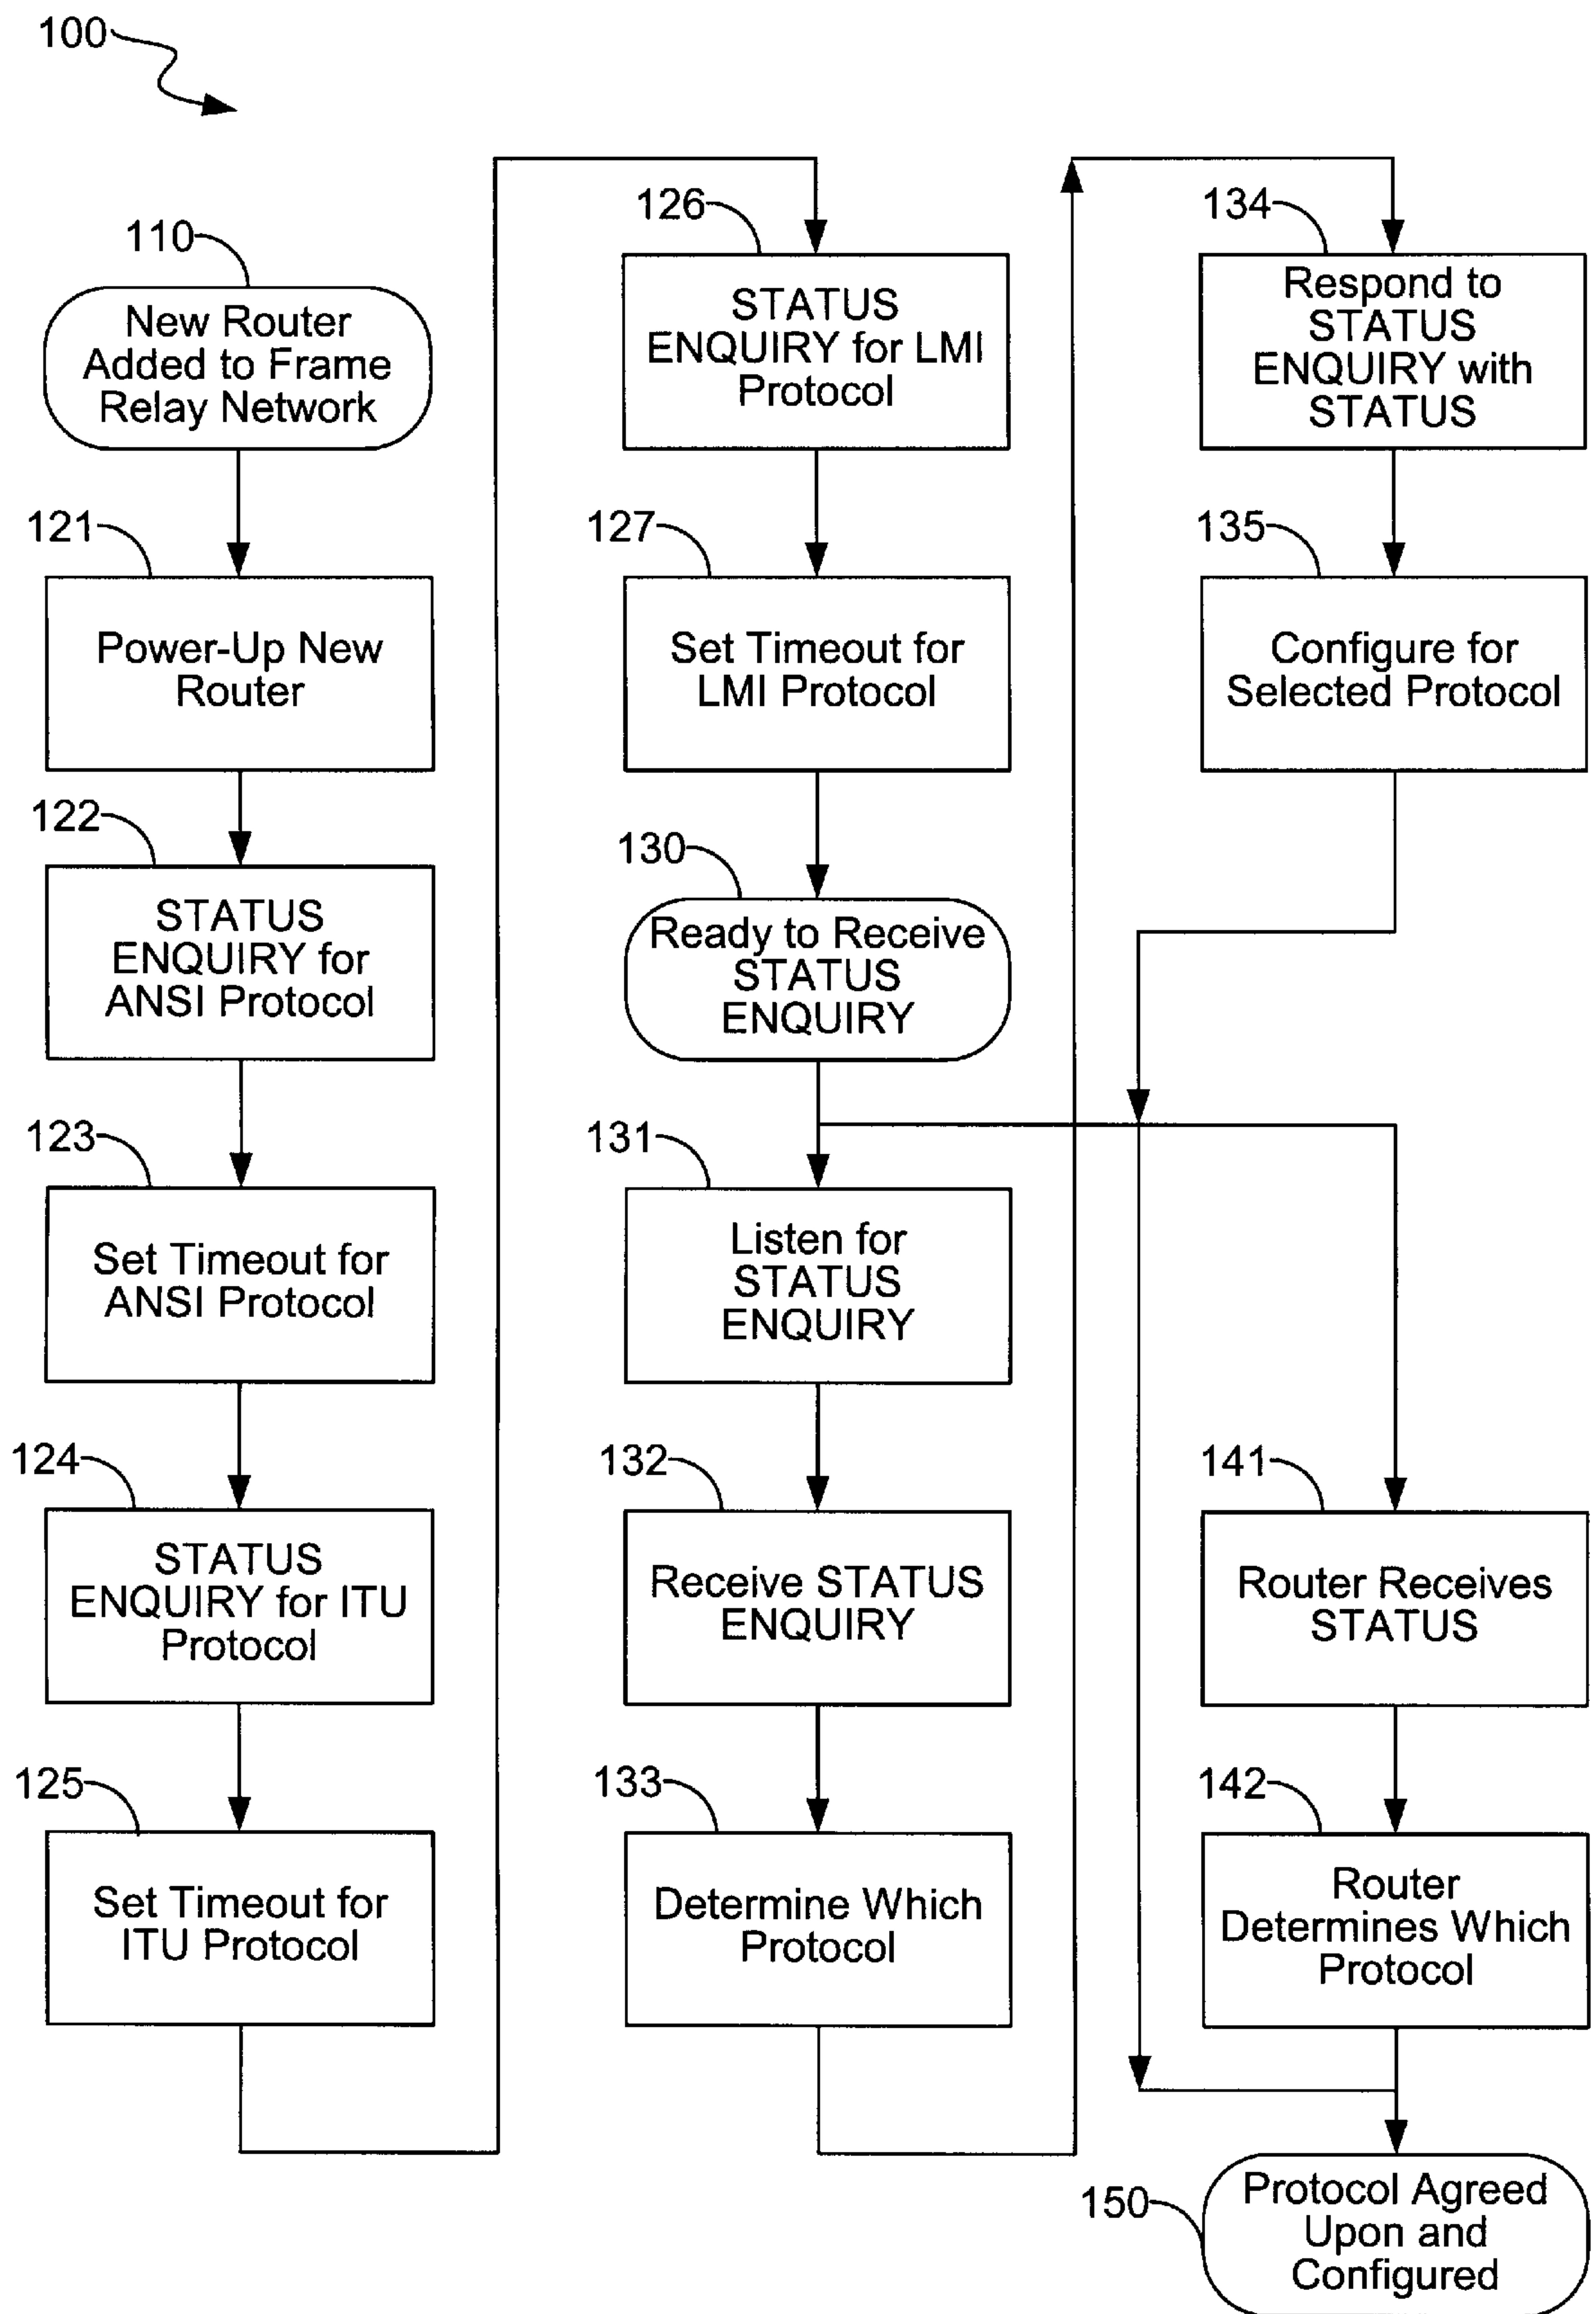 100
110
New Router
Added to Frame
Relay Network
121
Power-Up New
Router
122
STATUS
ENQUIRY for
ANSI Protocol
123
Set Timeout for
ANSI Protocol
124
STATUS
ENQUIRY for ITU
Protocol
125
Set Timeout for
ITU Protocol
126
STATUS
ENQUIRY for LMI
Protocol
127
Set Timeout for
LMI Protocol
130
Ready to Receive
STATUS
ENQUIRY
131
Listen for
STATUS
ENQUIRY
132
Receive STATUS
ENQUIRY
133
Determine Which
Protocol
134
Respond to
STATUS
ENQUIRY with
STATUS
135
Configure for
Selected Protocol
141
Router Receives
STATUS
142
Router
Determines Which
Protocol
150
Protocol Agreed
Upon and
Configured